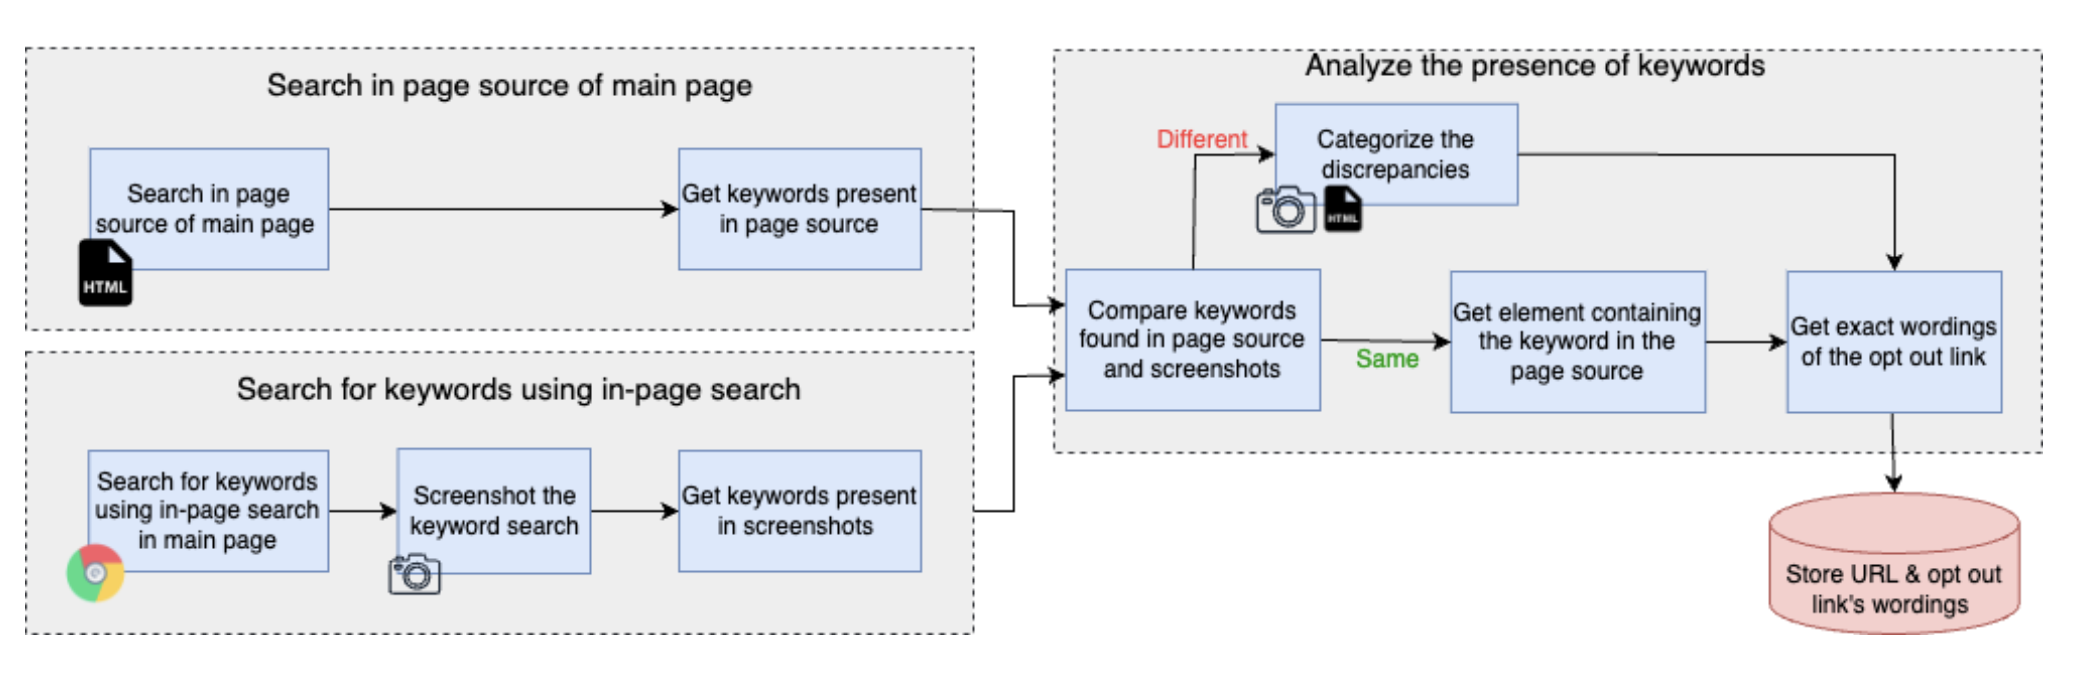 Search in page source of main page
Search in page
source of main page
HTML
Get keywords present
in page source
Search for keywords using in-page search
Search for keywords
using in-page search
in main page
Screenshot the
keyword search
Get keywords present
in screenshots
Analyze the presence of keywords
Different
Categorize the
discrepancies
HTML
Compare keywords
found in page source
and screenshots
Same
Get element containing
the keyword in the
page source
Get exact wordings
of the opt out link
Store URL & opt out
link's wordings